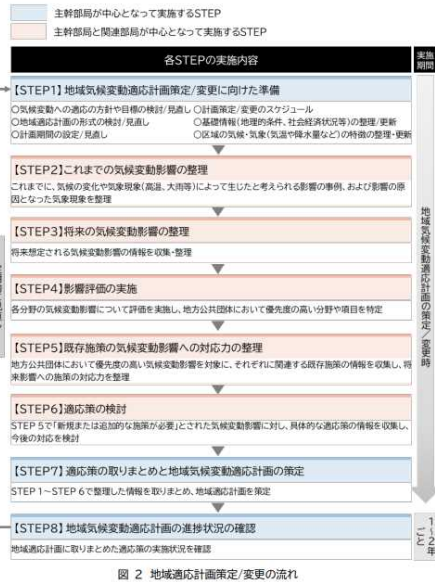 主幹部局が中心となって実施するSTEP
主幹部局と関連部局が中心となって実施するSTEP
各STEPの実施内容
実施期間
【STEP1】地域気候変動適応計画策定/変更に向けた準備
○気候変動への適応の方針や目標の検討/見直し ○計画策定/変更のスケジュール
○地域適応計画の形式の検討/見直し ○基礎情報(地理的条件、社会経済状況等)の整理/更新
○計画期間の設定/見直し ○区域の気候・気象(気温や降水量など)の特徴の整理・更新
【STEP2】これまでの気候変動影響の整理
これまでに、気候の変化や気象現象(高温、大雨等)によって生じたと考えられる影響の事例、および影響の原
因となった気象現象を整理
【STEP3】将来の気候変動影響の整理
将来想定される気候変動影響の情報を収集・整理
【STEP4】影響評価の実施
各分野の気候変動影響について評価を実施し、地方公共団体において優先度の高い分野や項目を特定
【STEP5】既存施策の気候変動影響への対応力の整理
地方公共団体において優先度の高い気候変動影響を対象に、それぞれに関連する既存施策の情報を収集し、将
来影響への施策の対応力を整理
【STEP6】適応策の検討
STEP 5で「新規または追加的な施策が必要」とされた気候変動影響に対し、具体的な適応策の情報を収集し、
今後の対応を検討
【STEP7】適応策の取りまとめと地域気候変動適応計画の策定
STEP 1～STEP 6で整理した情報を取りまとめ、地域適応計画を策定
【STEP8】地域気候変動適応計画の進捗状況の確認
地域適応計画に取りまとめた適応策の実施状況を確認
地域気候変動適応計画の策定/変更時
1～2年ごと
図 2 地域適応計画策定/変更の流れ